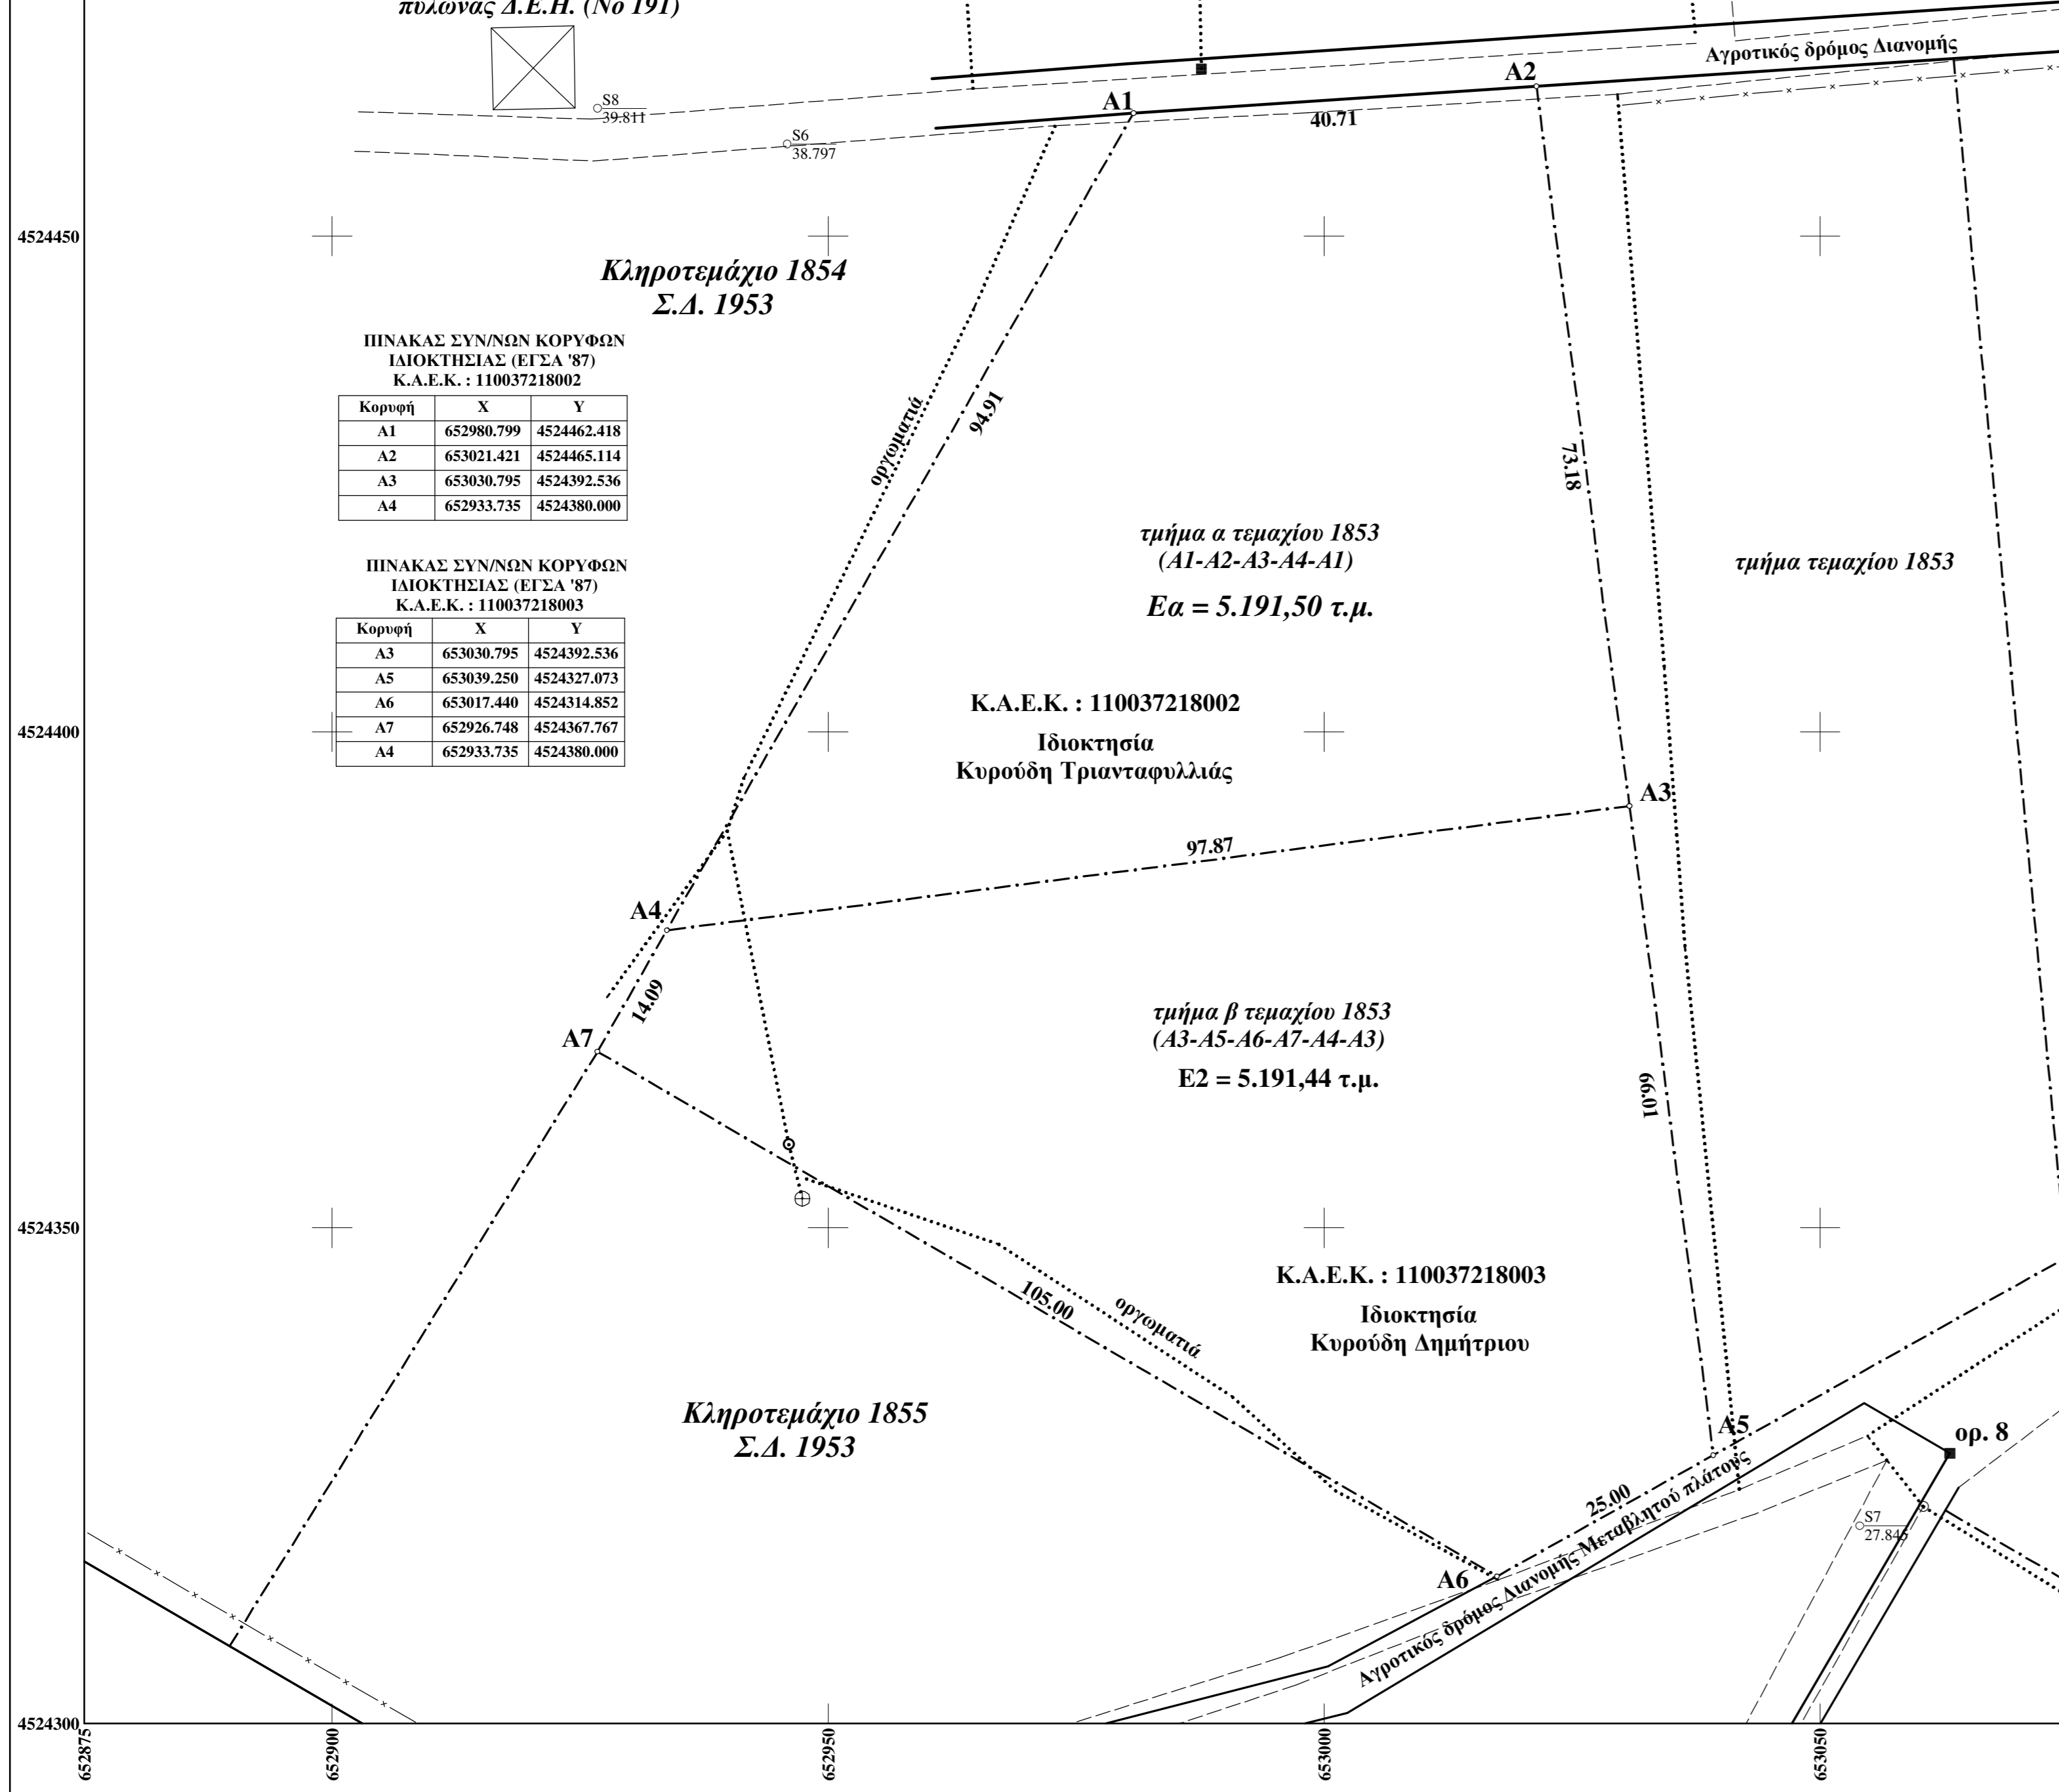 πυλώνας Δ.Ε.Η. (Νο 191)
Αγροτικός δρόμος Διανομής
A2
S8
39.811
A1
40.71
S6
38.797
4524450
Κληροτεμάχιο 1854
Σ.Δ. 1953
ΠΙΝΑΚΑΣ ΣΥΝ/ΝΩΝ ΚΟΡΥΦΩΝ
ΙΔΙΟΚΤΗΣΙΑΣ (ΕΓΣΑ '87)
Κ.Α.Ε.Κ. : 110037218002
Κορυφή X Y
A1 652980.799 4524462.418
A2 653021.421 4524465.114
A3 653030.795 4524392.536
A4 652933.735 4524380.000
οργωματιά
94.91
73.18
τμήμα α τεμαχίου 1853
(A1-A2-A3-A4-A1)
Εα = 5.191,50 τ.μ.
τμήμα τεμαχίου 1853
ΠΙΝΑΚΑΣ ΣΥΝ/ΝΩΝ ΚΟΡΥΦΩΝ
ΙΔΙΟΚΤΗΣΙΑΣ (ΕΓΣΑ '87)
Κ.Α.Ε.Κ. : 110037218003
Κορυφή X Y
A3 653030.795 4524392.536
A5 653039.250 4524327.073
A6 653017.440 4524314.852
A7 652926.748 4524367.767
A4 652933.735 4524380.000
Κ.Α.Ε.Κ. : 110037218002
Ιδιοκτησία
Κυρούδη Τριανταφυλλιάς
4524400
A3
97.87
A4
14.09
A7
τμήμα β τεμαχίου 1853
(A3-A5-A6-A7-A4-A3)
E2 = 5.191,44 τ.μ.
66.01
4524350
Κ.Α.Ε.Κ. : 110037218003
Ιδιοκτησία
Κυρούδη Δημήτριου
105.00
οργωματιά
Κληροτεμάχιο 1855
Σ.Δ. 1953
A5
ορ. 8
25.00
S7
27.845
A6
Αγροτικός δρόμος Διανομής Μεταβλητού πλάτους
4524300
652875
652900
652950
653000
653050